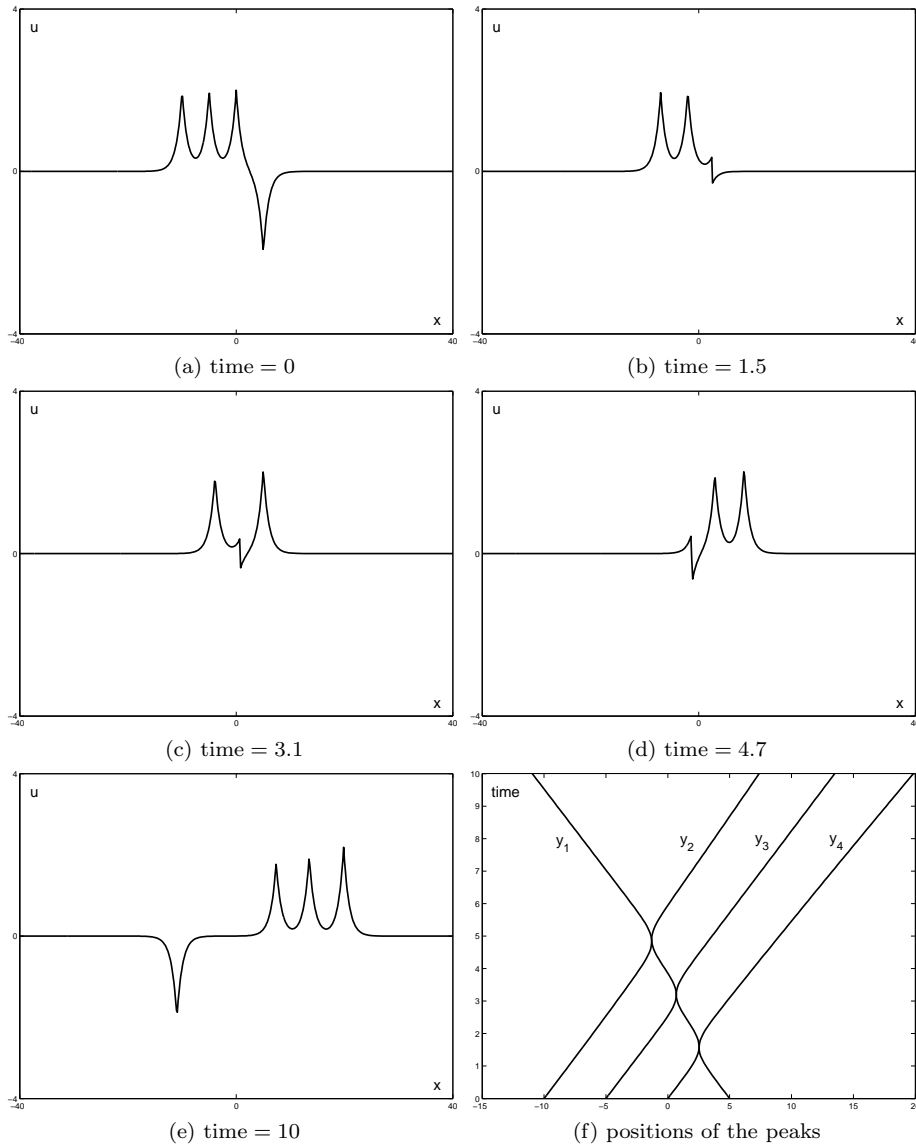 4 4
u u
0 0
x x
−4 −4
−40 0 40 −40 0 40
(a) time = 0 (b) time = 1.5
4 4
u u
0 0
x x
−4 −4
−40 0 40 −40 0 40
(c) time = 3.1 (d) time = 4.7
4 10
u time
9
8
y1 y2 y3 y4
7
6
0 5
4
3
2
x 1
−4 0
−40 0 40 −15 −10 −5 0 5 10 15 20
(e) time = 10 (f) positions of the peaks